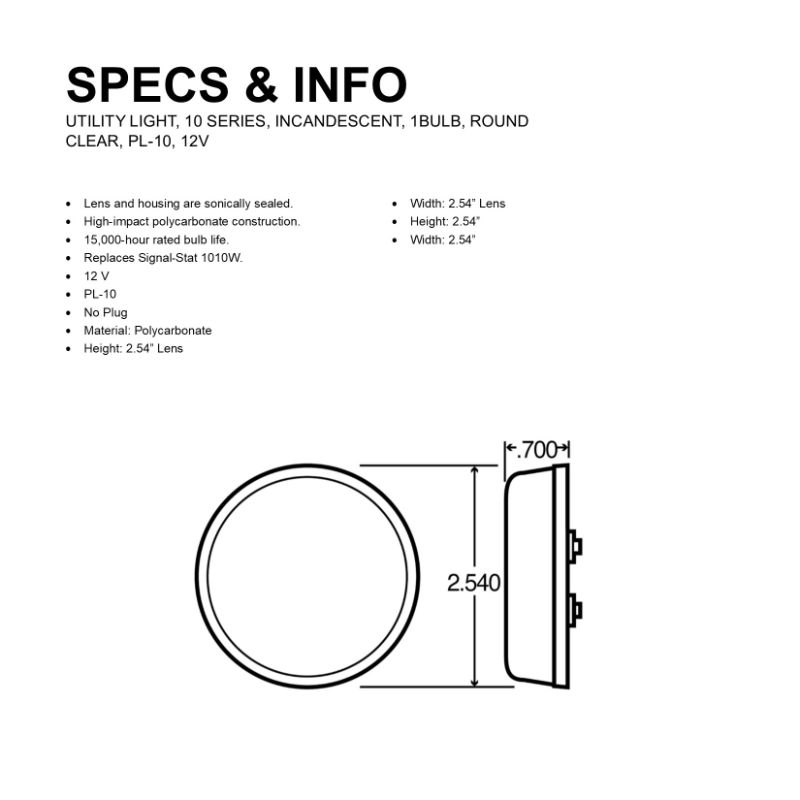 SPECS & INFO
UTILITY LIGHT, 10 SERIES, INCANDESCENT, 1BULB, ROUND
CLEAR, PL-10, 12V
• Lens and housing are sonically sealed.
• High-impact polycarbonate construction.
• 15,000-hour rated bulb life.
• Replaces Signal-Stat 1010W.
• 12 V
• PL-10
• No Plug
• Material: Polycarbonate
• Height: 2.54” Lens
• Width: 2.54” Lens
• Height: 2.54”
• Width: 2.54”
.700
2.540